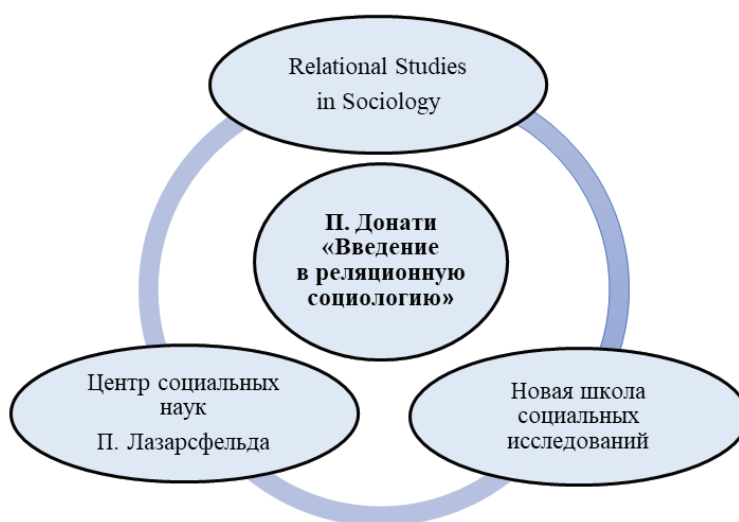 Relational Studies
in Sociology
П. Донати
«Введение
в реляционную
социологию»
Центр социальных
наук
П. Лазарсфельда
Новая школа
социальных
исследований